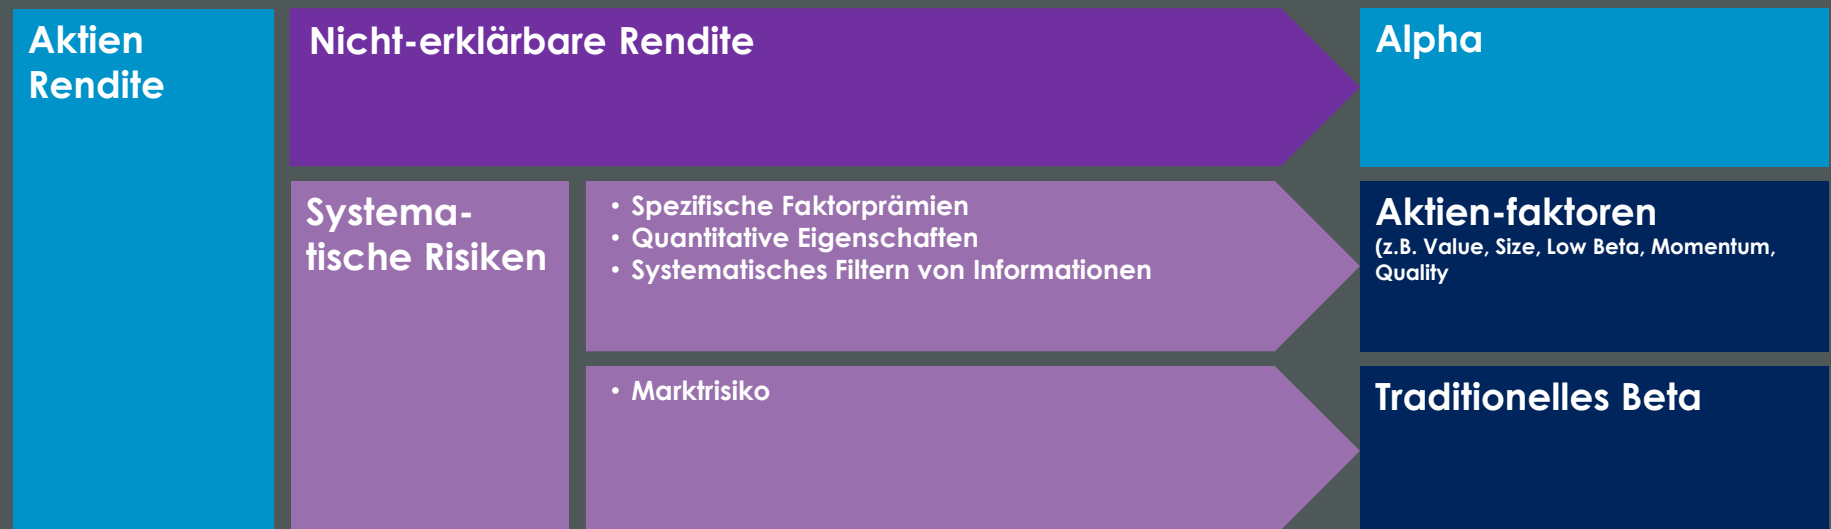 Aktien
Rendite
Nicht-erklärbare Rendite
Alpha
Systema-
tische Risiken
• Spezifische Faktorprämien
• Quantitative Eigenschaften
• Systematisches Filtern von Informationen
Aktien-faktoren
(z.B. Value, Size, Low Beta, Momentum,
Quality
• Marktrisiko
Traditionelles Beta